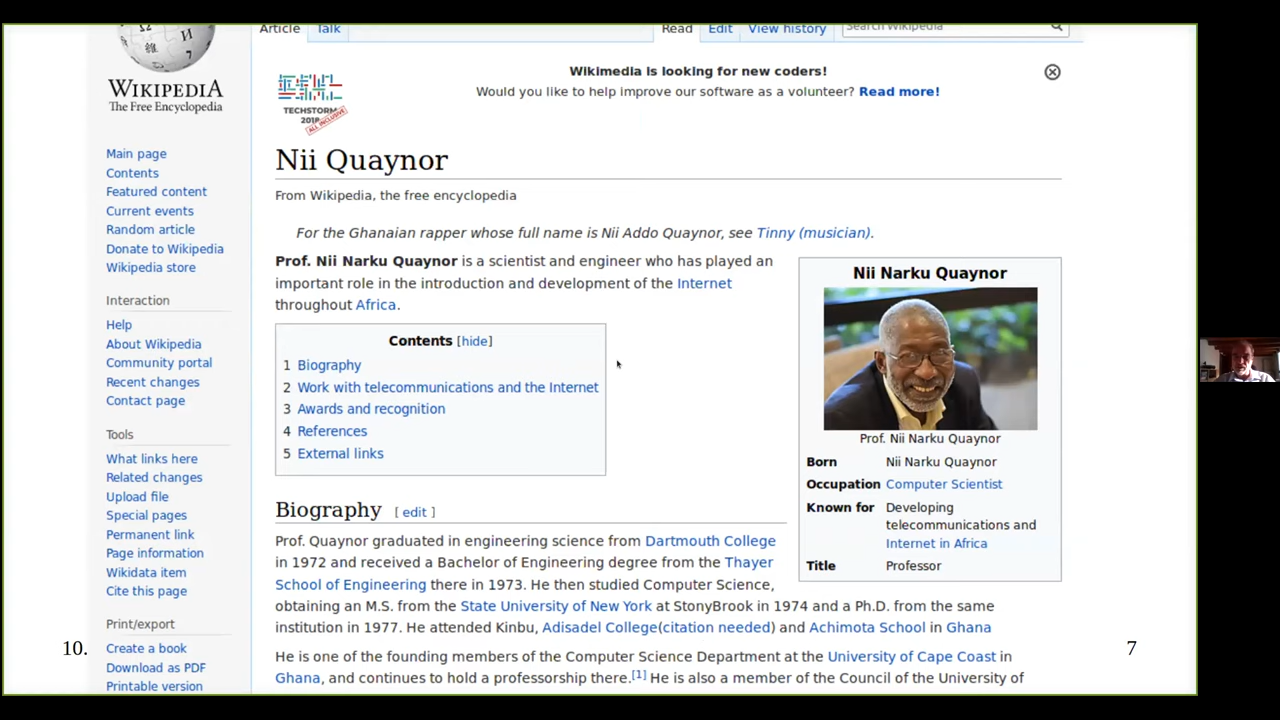 Article Talk Read Edit View history Search Wikipedia
WIKIPEDIA
The Free Encyclopedia
Main page
Contents
Featured content
Current events
Random article
Donate to Wikipedia
Wikipedia store
Interaction
Help
About Wikipedia
Community portal
Recent changes
Contact page
Tools
What links here
Related changes
Upload file
Special pages
Permanent link
Page information
Wikidata item
Cite this page
Print/export
Create a book
Download as PDF
Printable version
TECHSTORM
2018
ALL INCLUSIVE
Wikimedia is looking for new coders!
Would you like to help improve our software as a volunteer? Read more!
Nii Quaynor
From Wikipedia, the free encyclopedia
For the Ghanaian rapper whose full name is Nii Addo Quaynor, see Tinny (musician).
Prof. Nii Narku Quaynor is a scientist and engineer who has played an
important role in the introduction and development of the Internet
throughout Africa.
Contents [hide]
1 Biography
2 Work with telecommunications and the Internet
3 Awards and recognition
4 References
5 External links
Nii Narku Quaynor
Prof. Nii Narku Quaynor
Born Nii Narku Quaynor
Occupation Computer Scientist
Known for Developing
telecommunications and
Internet in Africa
Title Professor
Biography [ edit ]
Prof. Quaynor graduated in engineering science from Dartmouth College
in 1972 and received a Bachelor of Engineering degree from the Thayer
School of Engineering there in 1973. He then studied Computer Science,
obtaining an M.S. from the State University of New York at StonyBrook in 1974 and a Ph.D. from the same
institution in 1977. He attended Kinbu, Adisadel College(citation needed) and Achimota School in Ghana
He is one of the founding members of the Computer Science Department at the University of Cape Coast in
Ghana, and continues to hold a professorship there.[1] He is also a member of the Council of the University of
10.
7